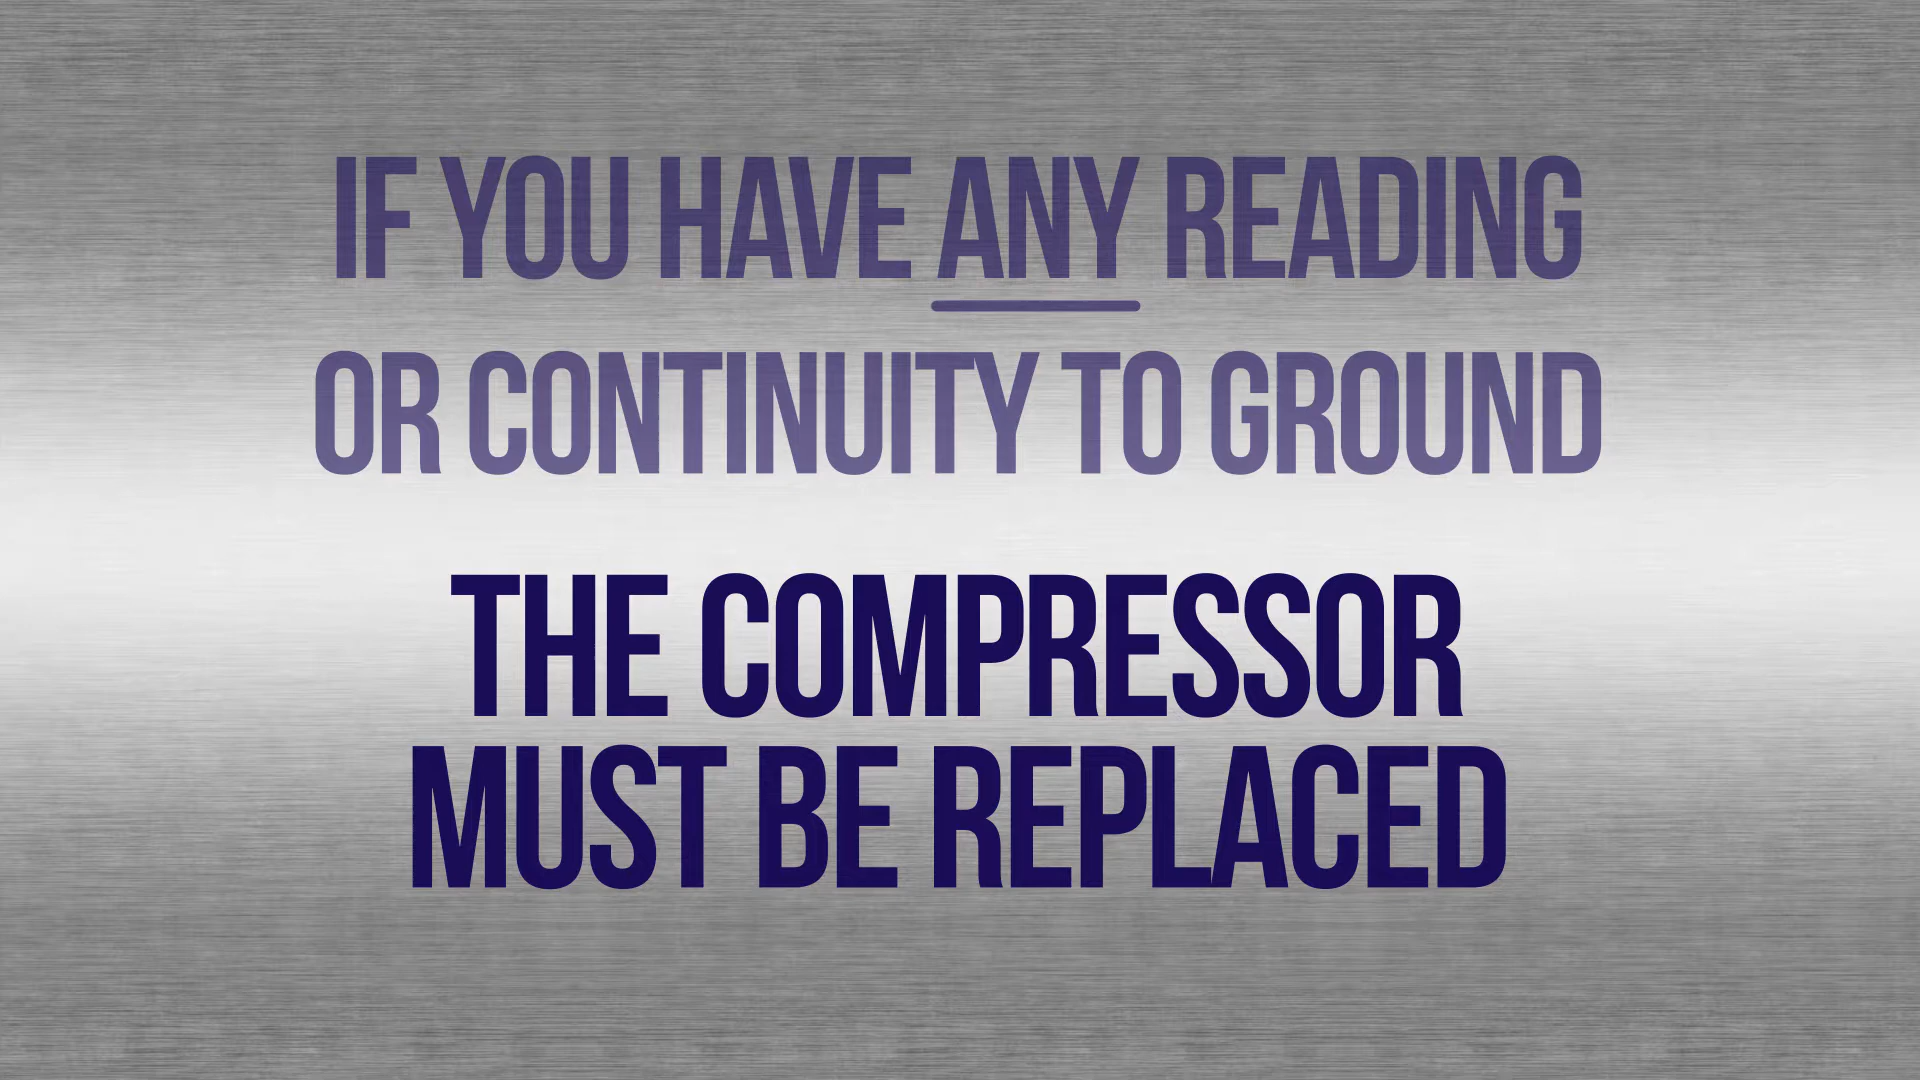 IF YOU HAVE ANY READING
OR CONTINUITY TO GROUND
THE COMPRESSOR
MUST BE REPLACED